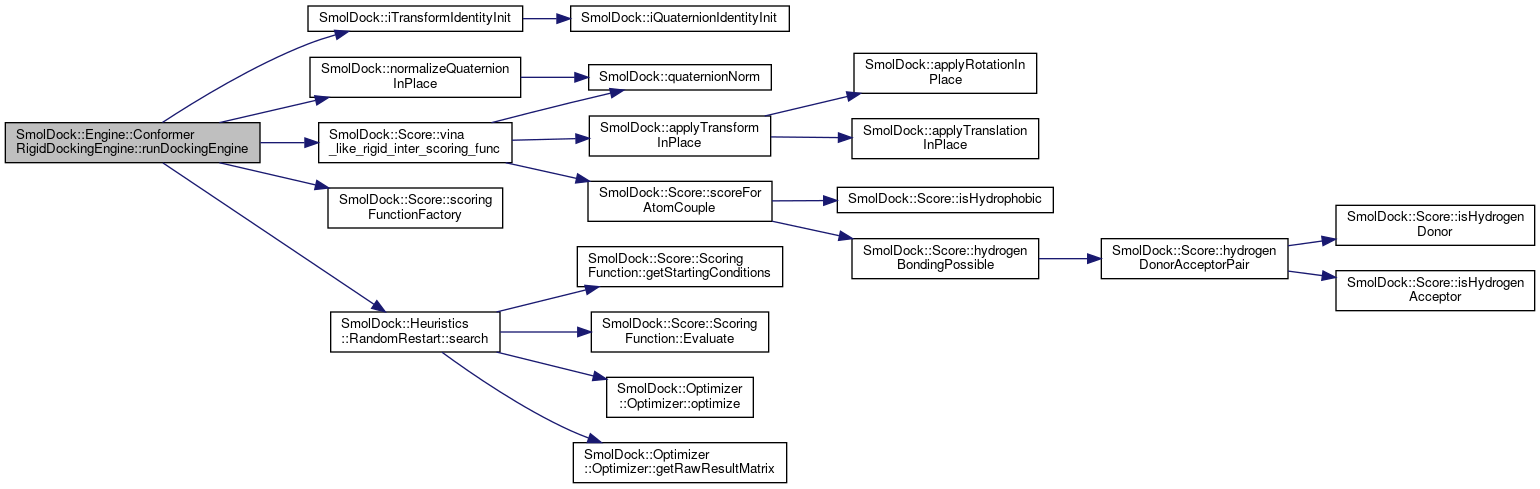 SmolDock::Engine::Conformer
RigidDockingEngine::runDockingEngine
SmolDock::iTransformIdentityInit
SmolDock::iQuaternionIdentityInit
SmolDock::normalizeQuaternion
InPlace
SmolDock::quaternionNorm
SmolDock::Score::vina
_like_rigid_inter_scoring_func
SmolDock::applyTransform
InPlace
SmolDock::applyRotationIn
Place
SmolDock::applyTranslation
InPlace
SmolDock::Score::scoreFor
AtomCouple
SmolDock::Score::isHydrophobic
SmolDock::Score::hydrogen
BondingPossible
SmolDock::Score::hydrogen
DonorAcceptorPair
SmolDock::Score::isHydrogen
Donor
SmolDock::Score::isHydrogen
Acceptor
SmolDock::Score::scoring
FunctionFactory
SmolDock::Heuristics
::RandomRestart::search
SmolDock::Score::Scoring
Function::getStartingConditions
SmolDock::Score::Scoring
Function::Evaluate
SmolDock::Optimizer
::Optimizer::optimize
SmolDock::Optimizer
::Optimizer::getRawResultMatrix